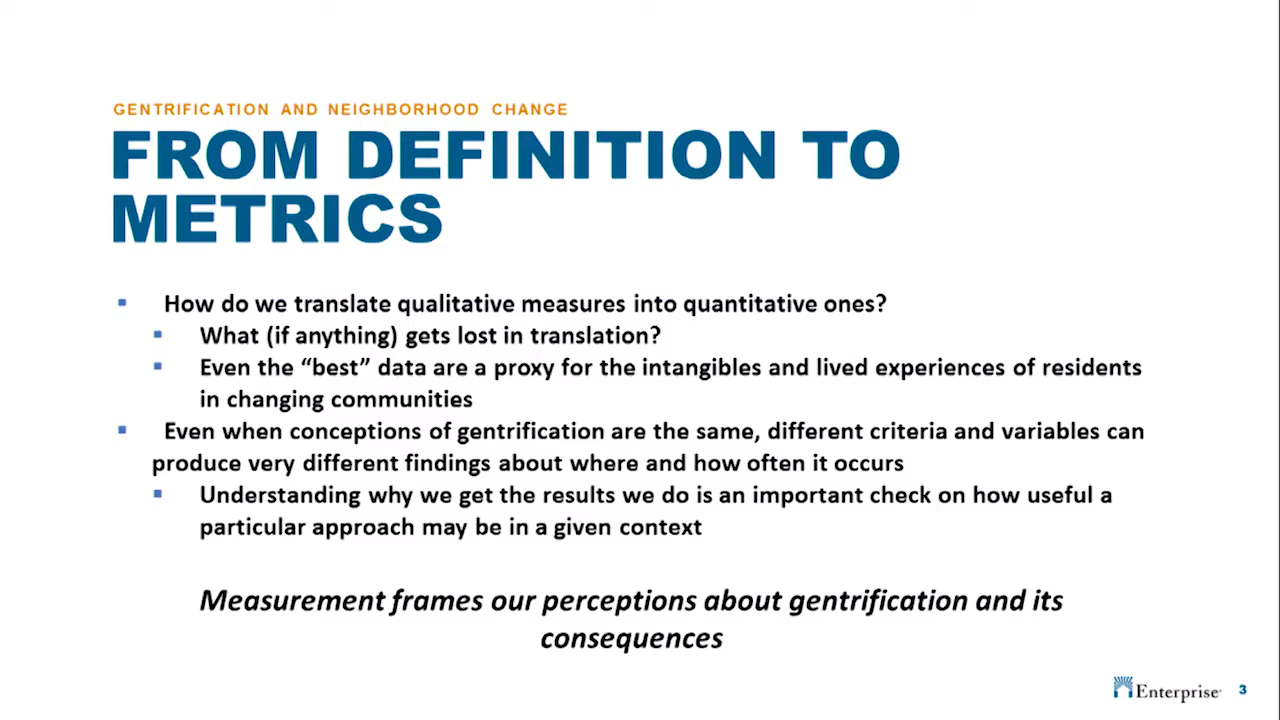 GENTRIFICATION AND NEIGHBORHOOD CHANGE
FROM DEFINITION TO
METRICS
▪ How do we translate qualitative measures into quantitative ones?
▪ What (if anything) gets lost in translation?
▪ Even the “best” data are a proxy for the intangibles and lived experiences of residents
in changing communities
▪ Even when conceptions of gentrification are the same, different criteria and variables can
produce very different findings about where and how often it occurs
▪ Understanding why we get the results we do is an important check on how useful a
particular approach may be in a given context
Measurement frames our perceptions about gentrification and its
consequences
Enterprise 3